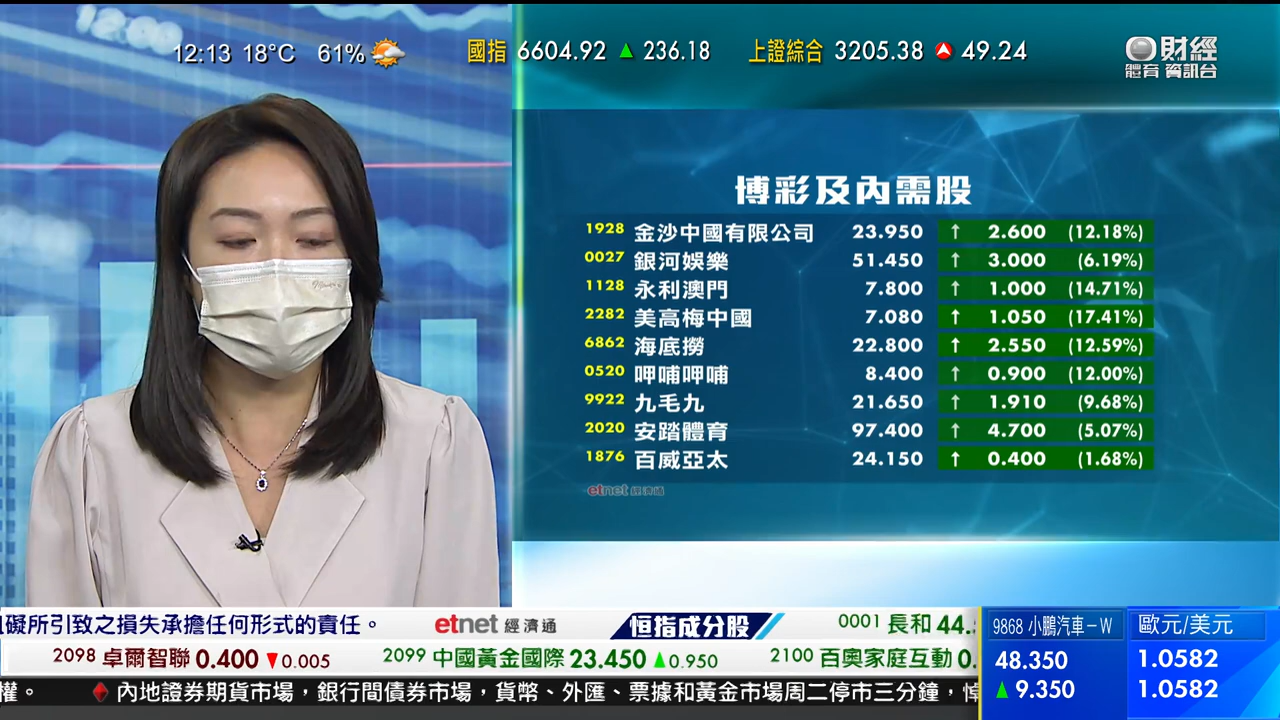 12:13 18°C 61%
國指 6604.92 ▲ 236.18 上證綜合 3205.38 49.24
財經
體育 資訊台
博彩及內需股
1928 金沙中國有限公司 23.950 ↑ 2.600 (12.18%)
0027 銀河娛樂 51.450 ↑ 3.000 (6.19%)
1128 永利澳門 7.800 ↑ 1.000 (14.71%)
2282 美高梅中國 7.080 ↑ 1.050 (17.41%)
6862 海底撈 22.800 ↑ 2.550 (12.59%)
0520 呷哺呷哺 8.400 ↑ 0.900 (12.00%)
9922 九毛九 21.650 ↑ 1.910 (9.68%)
2020 安踏體育 97.400 ↑ 4.700 (5.07%)
1876 百威亞太 24.150 ↑ 0.400 (1.68%)
etnet 經濟通
礙所引致之損失承擔任何形式的責任。 etnet 經濟通 恒指成分股 0001 長和 44.
2098 卓爾智聯 0.400 ▼ 0.005 2099 中國黃金國際 23.450 ▲ 0.950 2100 百奧家庭互動 0.
權。 內地證券期貨市場，銀行間債券市場，貨幣、外匯、票據和黃金市場周二停市三分鐘，悼
9868 小鵬汽車－W
48.350
▲ 9.350
歐元/美元
1.0582
1.0582